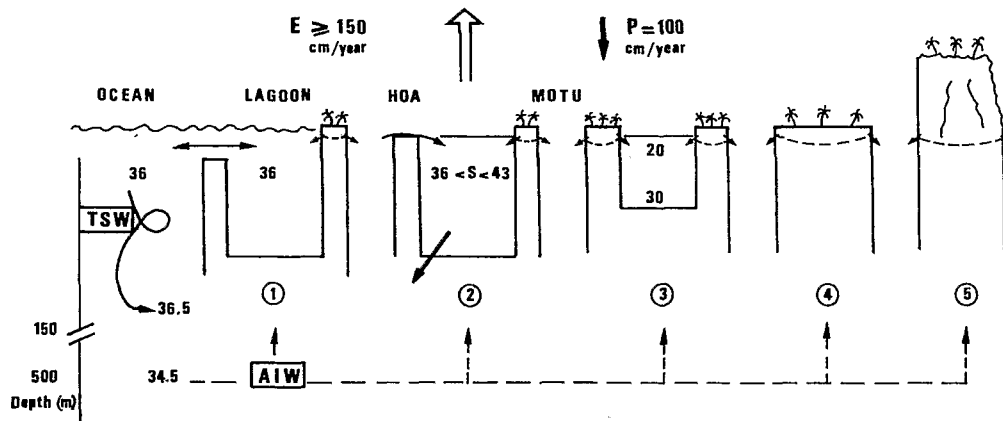 E ⩾ 150
cm/year
P=100
cm/year
OCEAN LAGOON HOA MOTU
36 36 36 < S < 43 20
30
TSW
36.5
① ② ③ ④ ⑤
150
500 34.5 AIW
Depth (m)